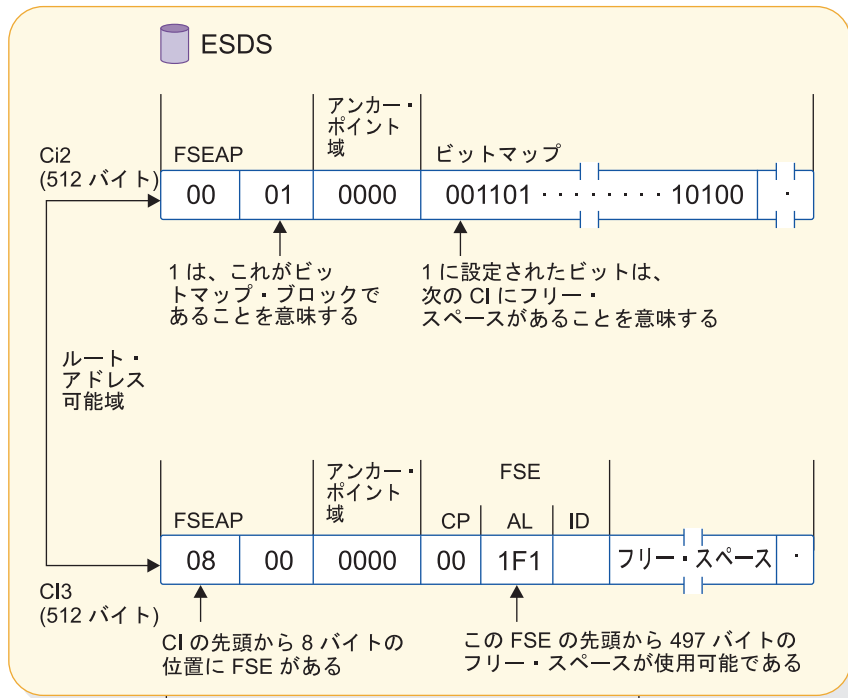 ESDS
アンカー・
ポイント
域
FSEAP
ビットマップ
Ci2
(512 バイト)
00 01 0000 001101 · · · · · · · · 10100 ·
1 は、これがビッ
トマップ・ブロックで
あることを意味する
1 に設定されたビットは、
次の CI にフリー・
スペースがあることを意味する
ルート・
アドレス
可能域
アンカー・
ポイント
域
FSE
FSEAP
CP AL ID
CI3
(512 バイト)
08 00 0000 00 1F1 フリー・スペース ·
CI の先頭から 8 バイトの
位置に FSE がある
この FSE の先頭から 497 バイトの
フリー・スペースが使用可能である